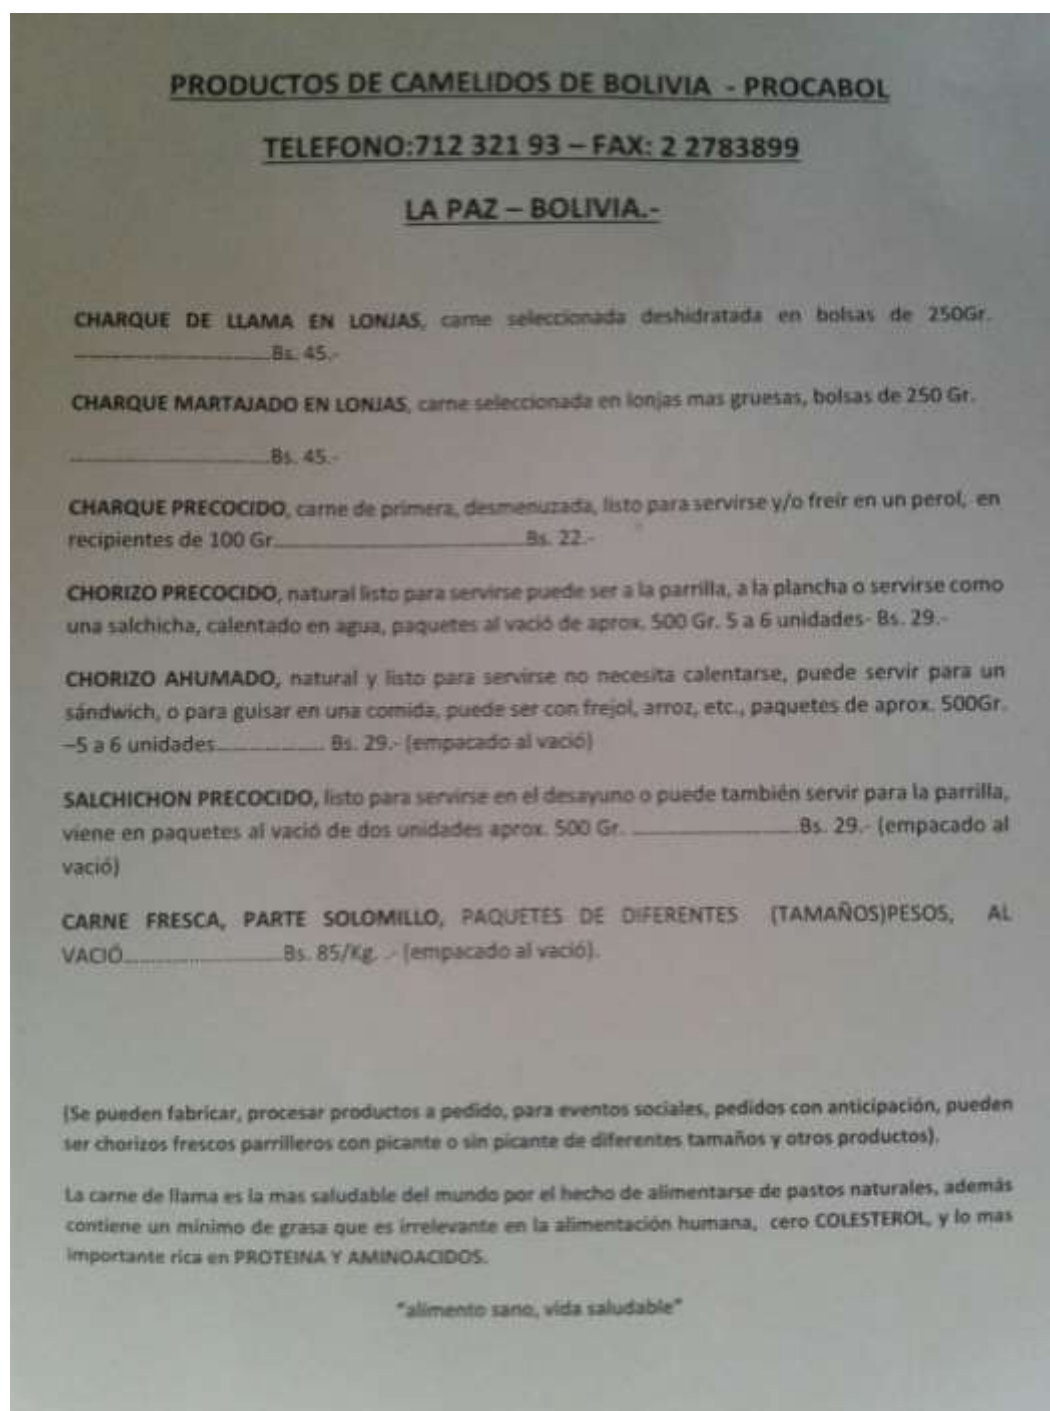 PRODUCTOS DE CAMELIDOS DE BOLIVIA - PROCABOL
TELEFONO:712 321 93 – FAX: 2 2783899
LA PAZ – BOLIVIA.-
CHARQUE DE LLAMA EN LONJAS, carne seleccionada deshidratada en bolsas de 250Gr.
..............................Bs. 45.-
CHARQUE MARTAJADO EN LONJAS, carne seleccionada en lonjas mas gruesas, bolsas de 250 Gr.
..............................Bs. 45.-
CHARQUE PRECOCIDO, carne de primera, desmenuzada, listo para servirse y/o freír en un perol, en
recipientes de 100 Gr.......................................Bs. 22.-
CHORIZO PRECOCIDO, natural listo para servirse puede ser a la parrilla, a la plancha o servirse como
una salchicha, calentado en agua, paquetes al vació de aprox. 500 Gr. 5 a 6 unidades- Bs. 29.-
CHORIZO AHUMADO, natural y listo para servirse no necesita calentarse, puede servir para un
sándwich, o para guisar en una comida, puede ser con frejol, arroz, etc., paquetes de aprox. 500Gr.
–5 a 6 unidades................. Bs. 29.- (empacado al vació)
SALCHICHON PRECOCIDO, listo para servirse en el desayuno o puede también servir para la parrilla,
viene en paquetes al vació de dos unidades aprox. 500 Gr. ..........................Bs. 29.- (empacado al
vació)
CARNE FRESCA, PARTE SOLOMILLO, PAQUETES DE DIFERENTES (TAMAÑOS)PESOS, AL
VACIÓ.........................Bs. 85/Kg. .- (empacado al vació).
(Se pueden fabricar, procesar productos a pedido, para eventos sociales, pedidos con anticipación, pueden
ser chorizos frescos parrilleros con picante o sin picante de diferentes tamaños y otros productos).
La carne de llama es la mas saludable del mundo por el hecho de alimentarse de pastos naturales, además
contiene un mínimo de grasa que es irrelevante en la alimentación humana, cero COLESTEROL, y lo mas
importante rica en PROTEINA Y AMINOACIDOS.
"alimento sano, vida saludable"